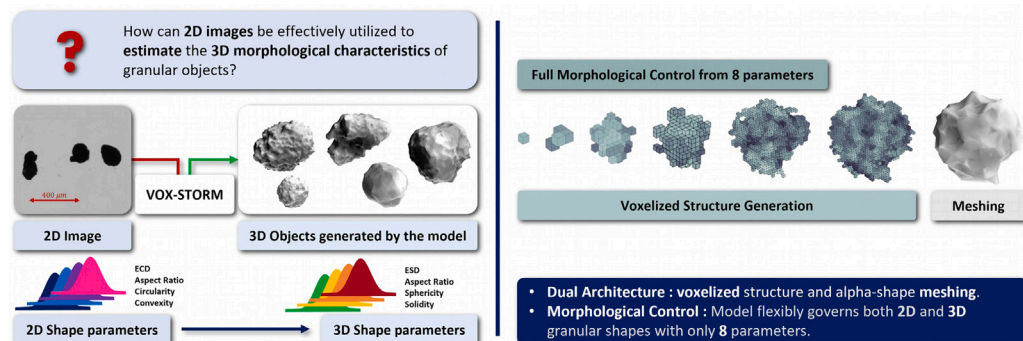 ?
How can 2D images be effectively utilized to
estimate the 3D morphological characteristics of
granular objects?
400 μm
VOX-STORM
2D Image
3D Objects generated by the model
ECD
Aspect Ratio
Circularity
Convexity
ESD
Aspect Ratio
Sphericity
Solidity
2D Shape parameters
3D Shape parameters
Full Morphological Control from 8 parameters
Voxelized Structure Generation
Meshing
• Dual Architecture : voxelized structure and alpha-shape meshing.
• Morphological Control : Model flexibly governs both 2D and 3D
granular shapes with only 8 parameters.